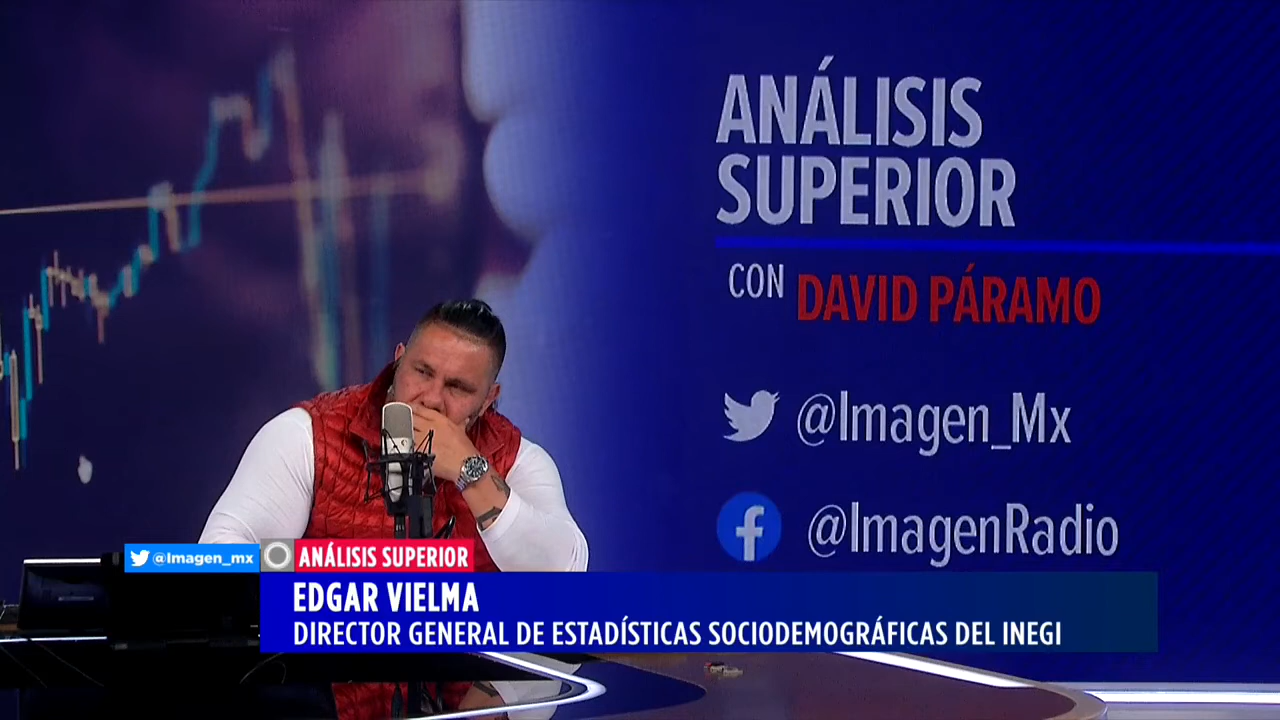 ANÁLISIS
SUPERIOR
CON DAVID PÁRAMO
@Imagen_Mx
@ImagenRadio
@Imagen_mx
ANÁLISIS SUPERIOR
EDGAR VIELMA
DIRECTOR GENERAL DE ESTADÍSTICAS SOCIODEMOGRÁFICAS DEL INEGI